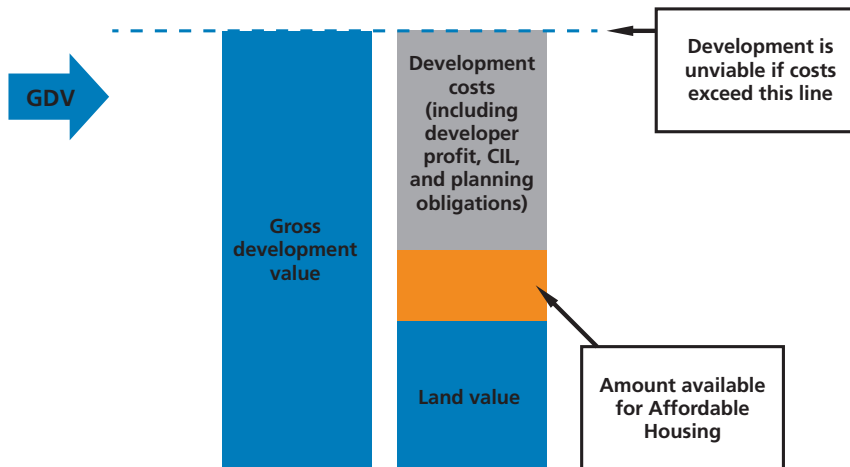 GDV
Gross
development
value
Development
costs
(including
developer
profit, CIL,
and planning
obligations)
Land value
Development is
unviable if costs
exceed this line
Amount available
for Affordable
Housing